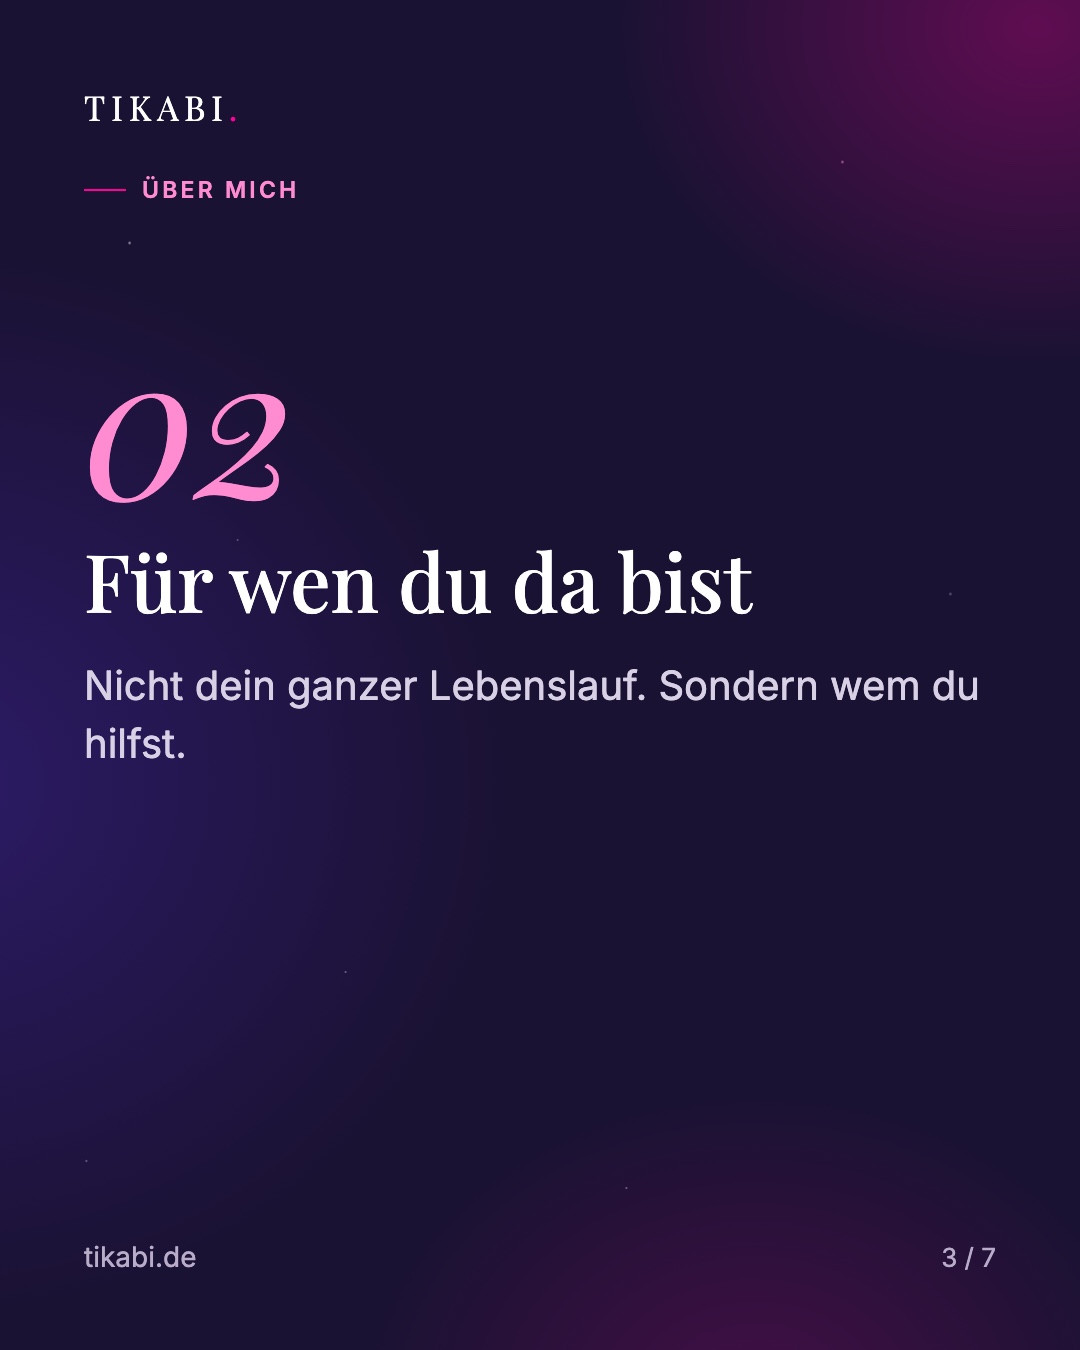 TIKABI.
ÜBER MICH
02
Für wen du da bist
Nicht dein ganzer Lebenslauf. Sondern wem du
hilfst.
tikabi.de
3 / 7